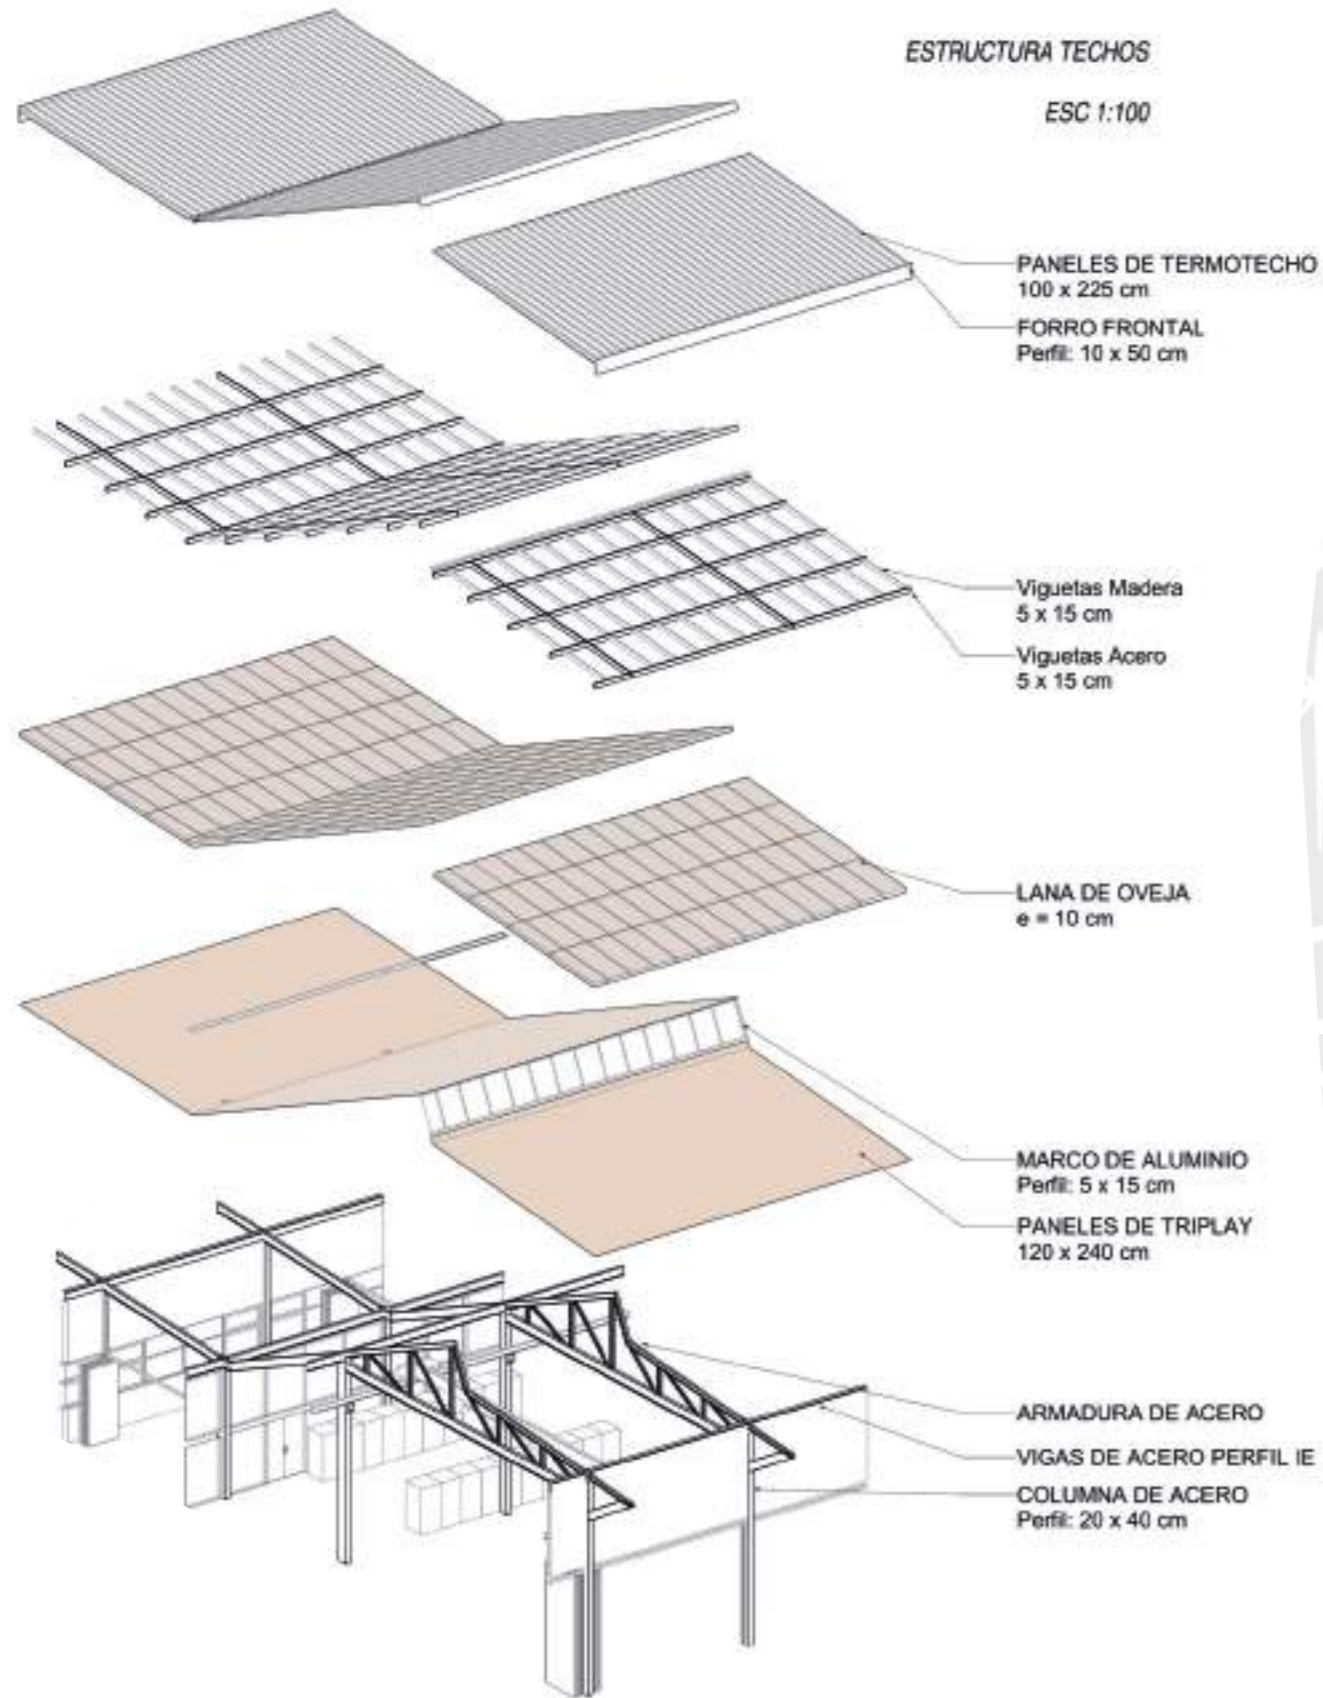 ESTRUCTURA TECHOS
ESC 1:100
PANELES DE TERMOTECHO
100 x 225 cm
FORRO FRONTAL
Perfil: 10 x 50 cm
Viguetas Madera
5 x 15 cm
Viguetas Acero
5 x 15 cm
LANA DE OVEJA
e = 10 cm
MARCO DE ALUMINIO
Perfil: 5 x 15 cm
PANELES DE TRIPLAY
120 x 240 cm
ARMADURA DE ACERO
VIGAS DE ACERO PERFIL IE
COLUMNA DE ACERO
Perfil: 20 x 40 cm